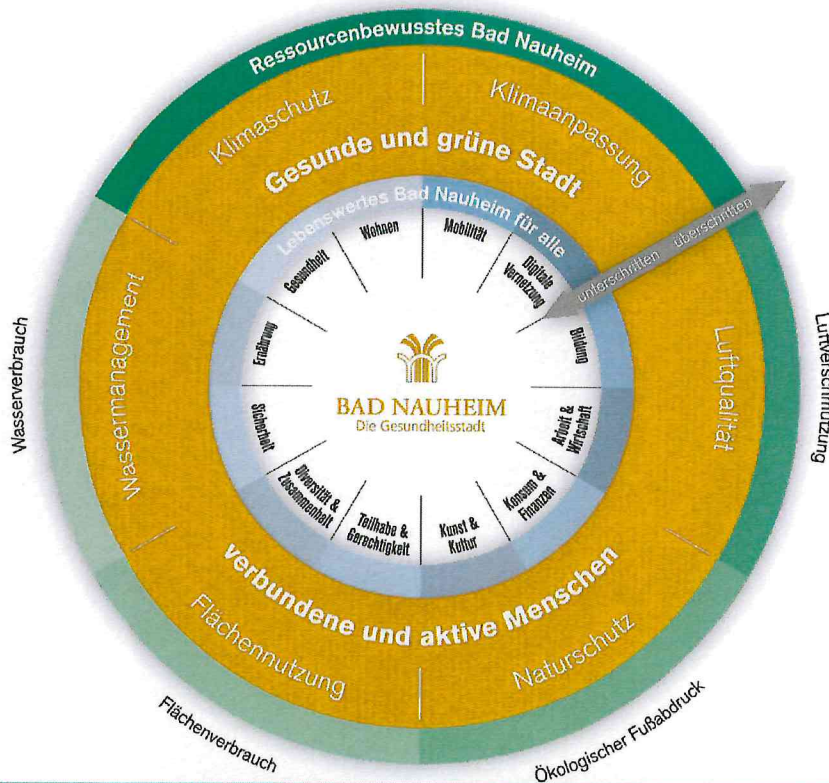 Ressourcenbewusstes Bad Nauheim
Klimaschutz
Klimaanpassung
Gesunde und grüne Stadt
Lebenswertes Bad Nauheim für alle
überschritten
unterschritten
Wohnen
Mobilität
Gesundheit
Digitale
Vernetzung
Ernährung
Bildung
Sicherheit
Arbeit &
Wirtschaft
Diversität &
Zusammenheit
Konsum &
Finanzen
Teilhabe &
Gerechtigkeit
Kunst &
Kultur
BAD NAUHEIM
Die Gesundheitsstadt
Wassermanagement
Luftqualität
Wasserverbrauch
Luftverschmutzung
verbundene und aktive Menschen
Flächennutzung
Naturschutz
Flächenverbrauch
Ökologischer Fußabdruck